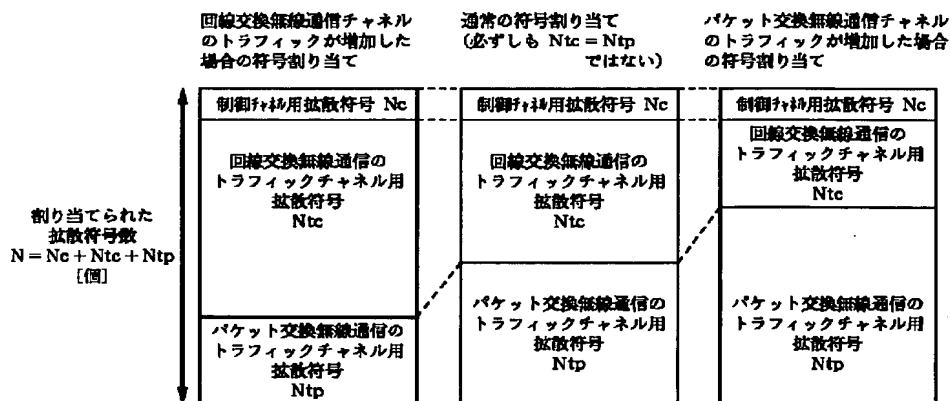 回線交換無線通信チャネル
のトラフィックが増加した
場合の符号割り当て
通常の符号割り当て
(必ずしも Ntc=Ntp
ではない)
パケット交換無線通信チャネル
のトラフィックが増加した場合
の符号割り当て
割り当てられた
拡散符号数
N=Nc+Ntc+Ntp
[個]
制御チャネル用拡散符号 Nc
回線交換無線通信の
トラフィックチャネル用
拡散符号
Ntc
パケット交換無線通信の
トラフィックチャネル用
拡散符号
Ntp
制御チャネル用拡散符号 Nc
回線交換無線通信の
トラフィックチャネル用
拡散符号
Ntc
パケット交換無線通信の
トラフィックチャネル用
拡散符号
Ntp
制御チャネル用拡散符号 Nc
回線交換無線通信の
トラフィックチャネル用
拡散符号
Ntc
パケット交換無線通信の
トラフィックチャネル用
拡散符号
Ntp